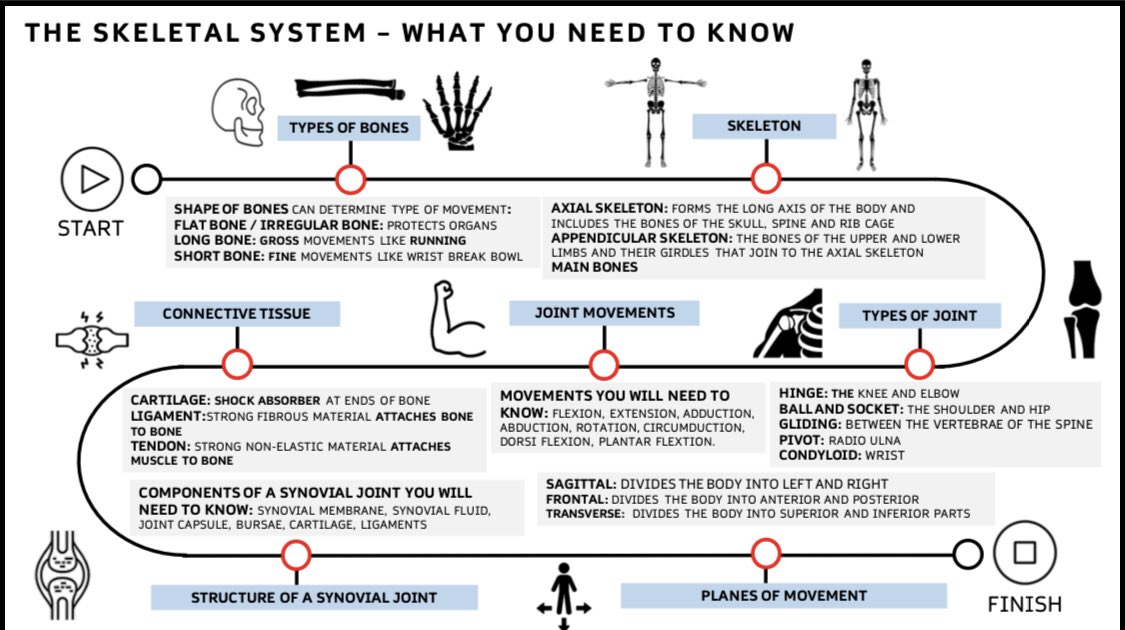 THE SKELETAL SYSTEM – WHAT YOU NEED TO KNOW
TYPES OF BONES
SKELETON
START
SHAPE OF BONES CAN DETERMINE TYPE OF MOVEMENT:
FLAT BONE / IRREGULAR BONE: PROTECTS ORGANS
LONG BONE: GROSS MOVEMENTS LIKE RUNNING
SHORT BONE: FINE MOVEMENTS LIKE WRIST BREAK BOWL
AXIAL SKELETON: FORMS THE LONG AXIS OF THE BODY AND
INCLUDES THE BONES OF THE SKULL, SPINE AND RIB CAGE
APPENDICULAR SKELETON: THE BONES OF THE UPPER AND LOWER
LIMBS AND THEIR GIRDLES THAT JOIN TO THE AXIAL SKELETON
MAIN BONES
CONNECTIVE TISSUE
JOINT MOVEMENTS
TYPES OF JOINT
CARTILAGE: SHOCK ABSORBER AT ENDS OF BONE
LIGAMENT:STRONG FIBROUS MATERIAL ATTACHES BONE
TO BONE
TENDON: STRONG NON-ELASTIC MATERIAL ATTACHES
MUSCLE TO BONE
MOVEMENTS YOU WILL NEED TO
KNOW: FLEXION, EXTENSION, ADDUCTION,
ABDUCTION, ROTATION, CIRCUMDUCTION,
DORSI FLEXION, PLANTAR FLEXTION.
HINGE: THE KNEE AND ELBOW
BALL AND SOCKET: THE SHOULDER AND HIP
GLIDING: BETWEEN THE VERTEBRAE OF THE SPINE
PIVOT: RADIO ULNA
CONDYLOID: WRIST
COMPONENTS OF A SYNOVIAL JOINT YOU WILL
NEED TO KNOW: SYNOVIAL MEMBRANE, SYNOVIAL FLUID,
JOINT CAPSULE, BURSAE, CARTILAGE, LIGAMENTS
SAGITTAL: DIVIDES THE BODY INTO LEFT AND RIGHT
FRONTAL: DIVIDES THE BODY INTO ANTERIOR AND POSTERIOR
TRANSVERSE: DIVIDES THE BODY INTO SUPERIOR AND INFERIOR PARTS
STRUCTURE OF A SYNOVIAL JOINT
PLANES OF MOVEMENT
FINISH